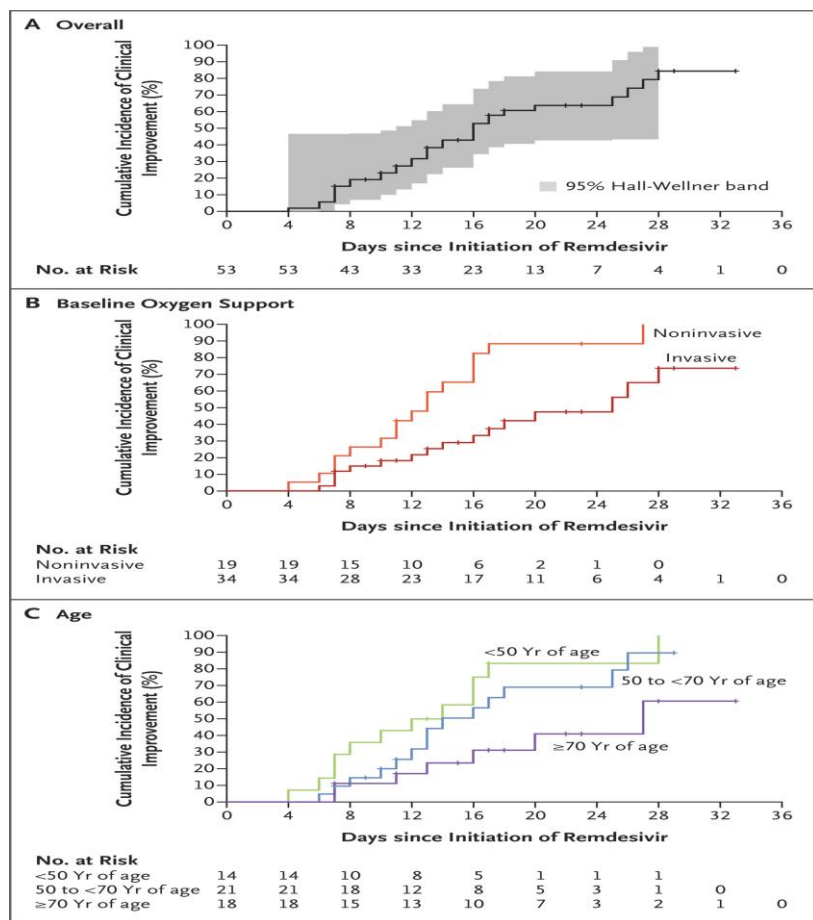 A Overall
Cumulative Incidence of Clinical
Improvement (%)
100
90
80
70
60
50
40
30
20
10
0
95% Hall-Wellner band
0 4 8 12 16 20 24 28 32 36
Days since Initiation of Remdesivir
No. at Risk 53 53 43 33 23 13 7 4 1 0
B Baseline Oxygen Support
Cumulative Incidence of Clinical
Improvement (%)
100
90
80
70
60
50
40
30
20
10
0
Noninvasive
Invasive
0 4 8 12 16 20 24 28 32 36
Days since Initiation of Remdesivir
No. at Risk
Noninvasive 19 19 15 10 6 2 1 0
Invasive 34 34 28 23 17 11 6 4 1 0
C Age
Cumulative Incidence of Clinical
Improvement (%)
100
90
80
70
60
50
40
30
20
10
0
<50 Yr of age
50 to <70 Yr of age
≥70 Yr of age
0 4 8 12 16 20 24 28 32 36
Days since Initiation of Remdesivir
No. at Risk
<50 Yr of age 14 14 10 8 5 1 1 1
50 to <70 Yr of age 21 21 18 12 8 5 3 1 0
≥70 Yr of age 18 18 15 13 10 7 3 2 1 0